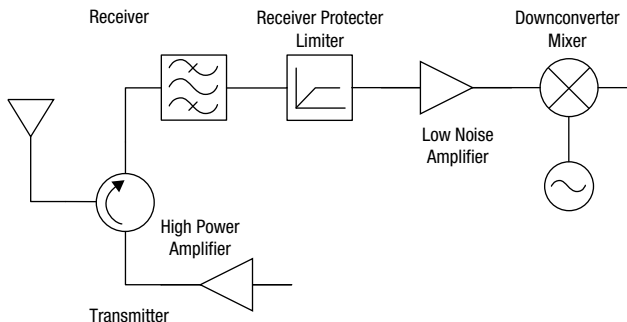 Receiver
Receiver Protecter
Limiter
Downconverter
Mixer
Low Noise
Amplifier
High Power
Amplifier
Transmitter